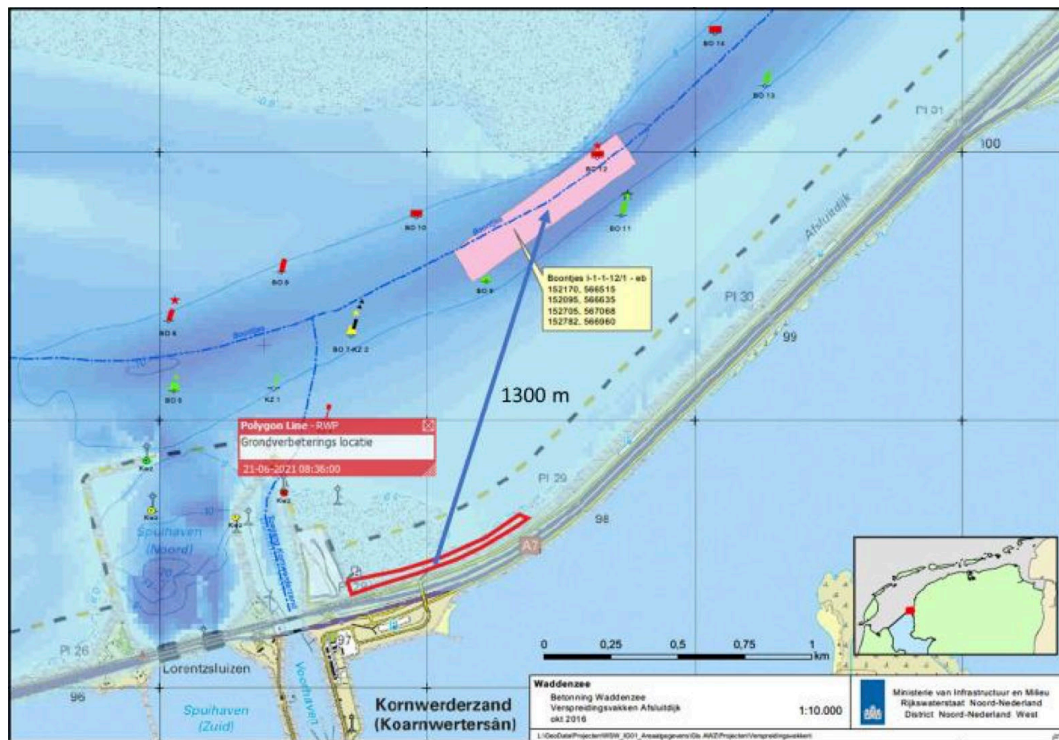 BO 14
BO 13
PI 31
100
BO 12
Afsluitdijk
BO 10
Boontjes
BO 11
BO 9
Boontjes I-1-1-12/1 - eb
152170, 566515
152095, 566635
152705, 567068
152782, 566960
PI 30
99
BO 8
Boontjes
BO 7-KZ 2
1300 m
BO 5
KZ 1
Polygon Line - RWP
Grondverbeterings locatie
21-06-2021 08:36:00
PI 29
98
A7
Spuihaven
(Noord)
PI 26
Lorentzsluizen
97
96
Voorhaven
Kornwerderzand
(Koarnwertersân)
Spuihaven
(Zuid)
0 0,25 0,5 0,75 1
km
Waddenzee
Betonning Waddenzee
Verspreidingsvakken Afsluitdijk
okt 2016
1:10.000
Ministerie van Infrastructuur en Milieu
Rijkswaterstaat Noord-Nederland
District Noord-Nederland West